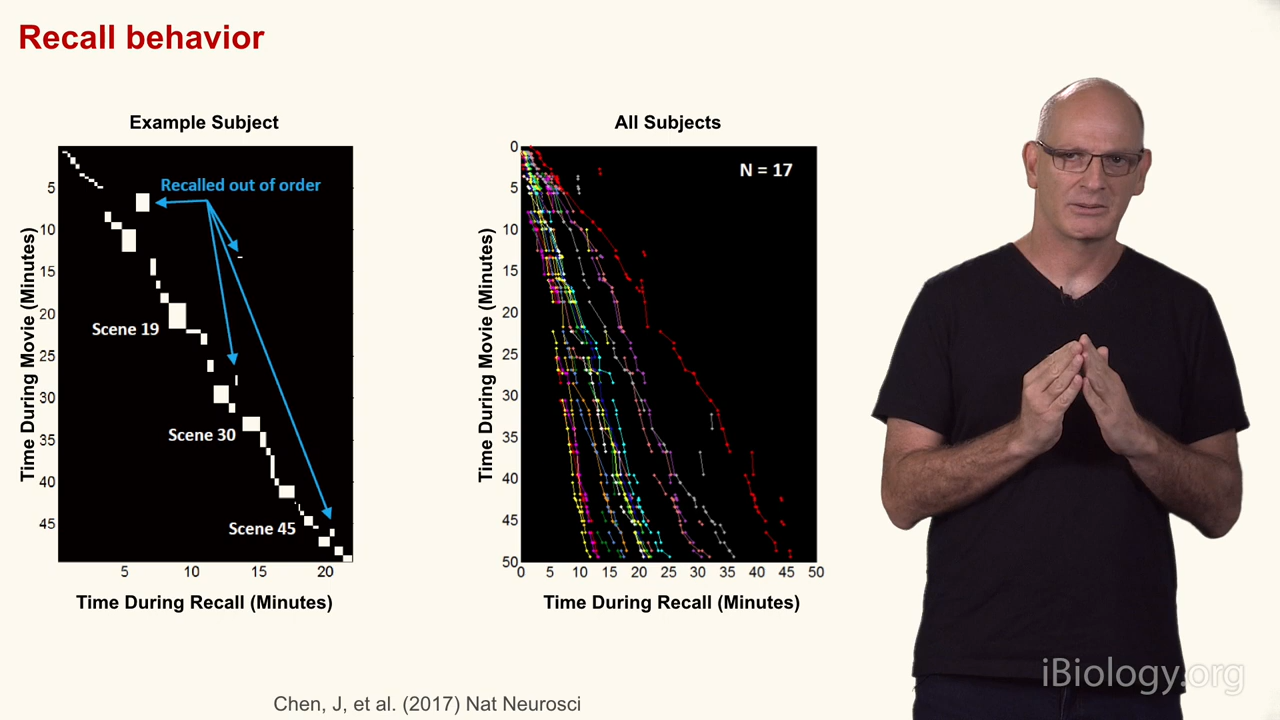 Recall behavior
Example Subject
All Subjects
Recalled out of order
Scene 19
Scene 30
Scene 45
5
10
15
20
25
30
35
40
45
5
10
15
20
Time During Movie (Minutes)
Time During Recall (Minutes)
N = 17
0
5
10
15
20
25
30
35
40
45
50
0
5
10
15
20
25
30
35
40
45
50
Time During Movie (Minutes)
Time During Recall (Minutes)
Chen, J, et al. (2017) Nat Neurosci
iBiology.org